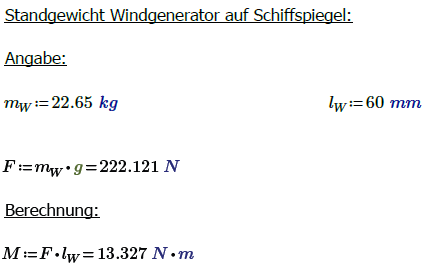 Standgewicht Windgenerator auf Schiffspiegel:
Angabe:
m_W := 22.65 kg l_W := 60 mm
F := m_W · g = 222.121 N
Berechnung:
M := F · l_W = 13.327 N · m